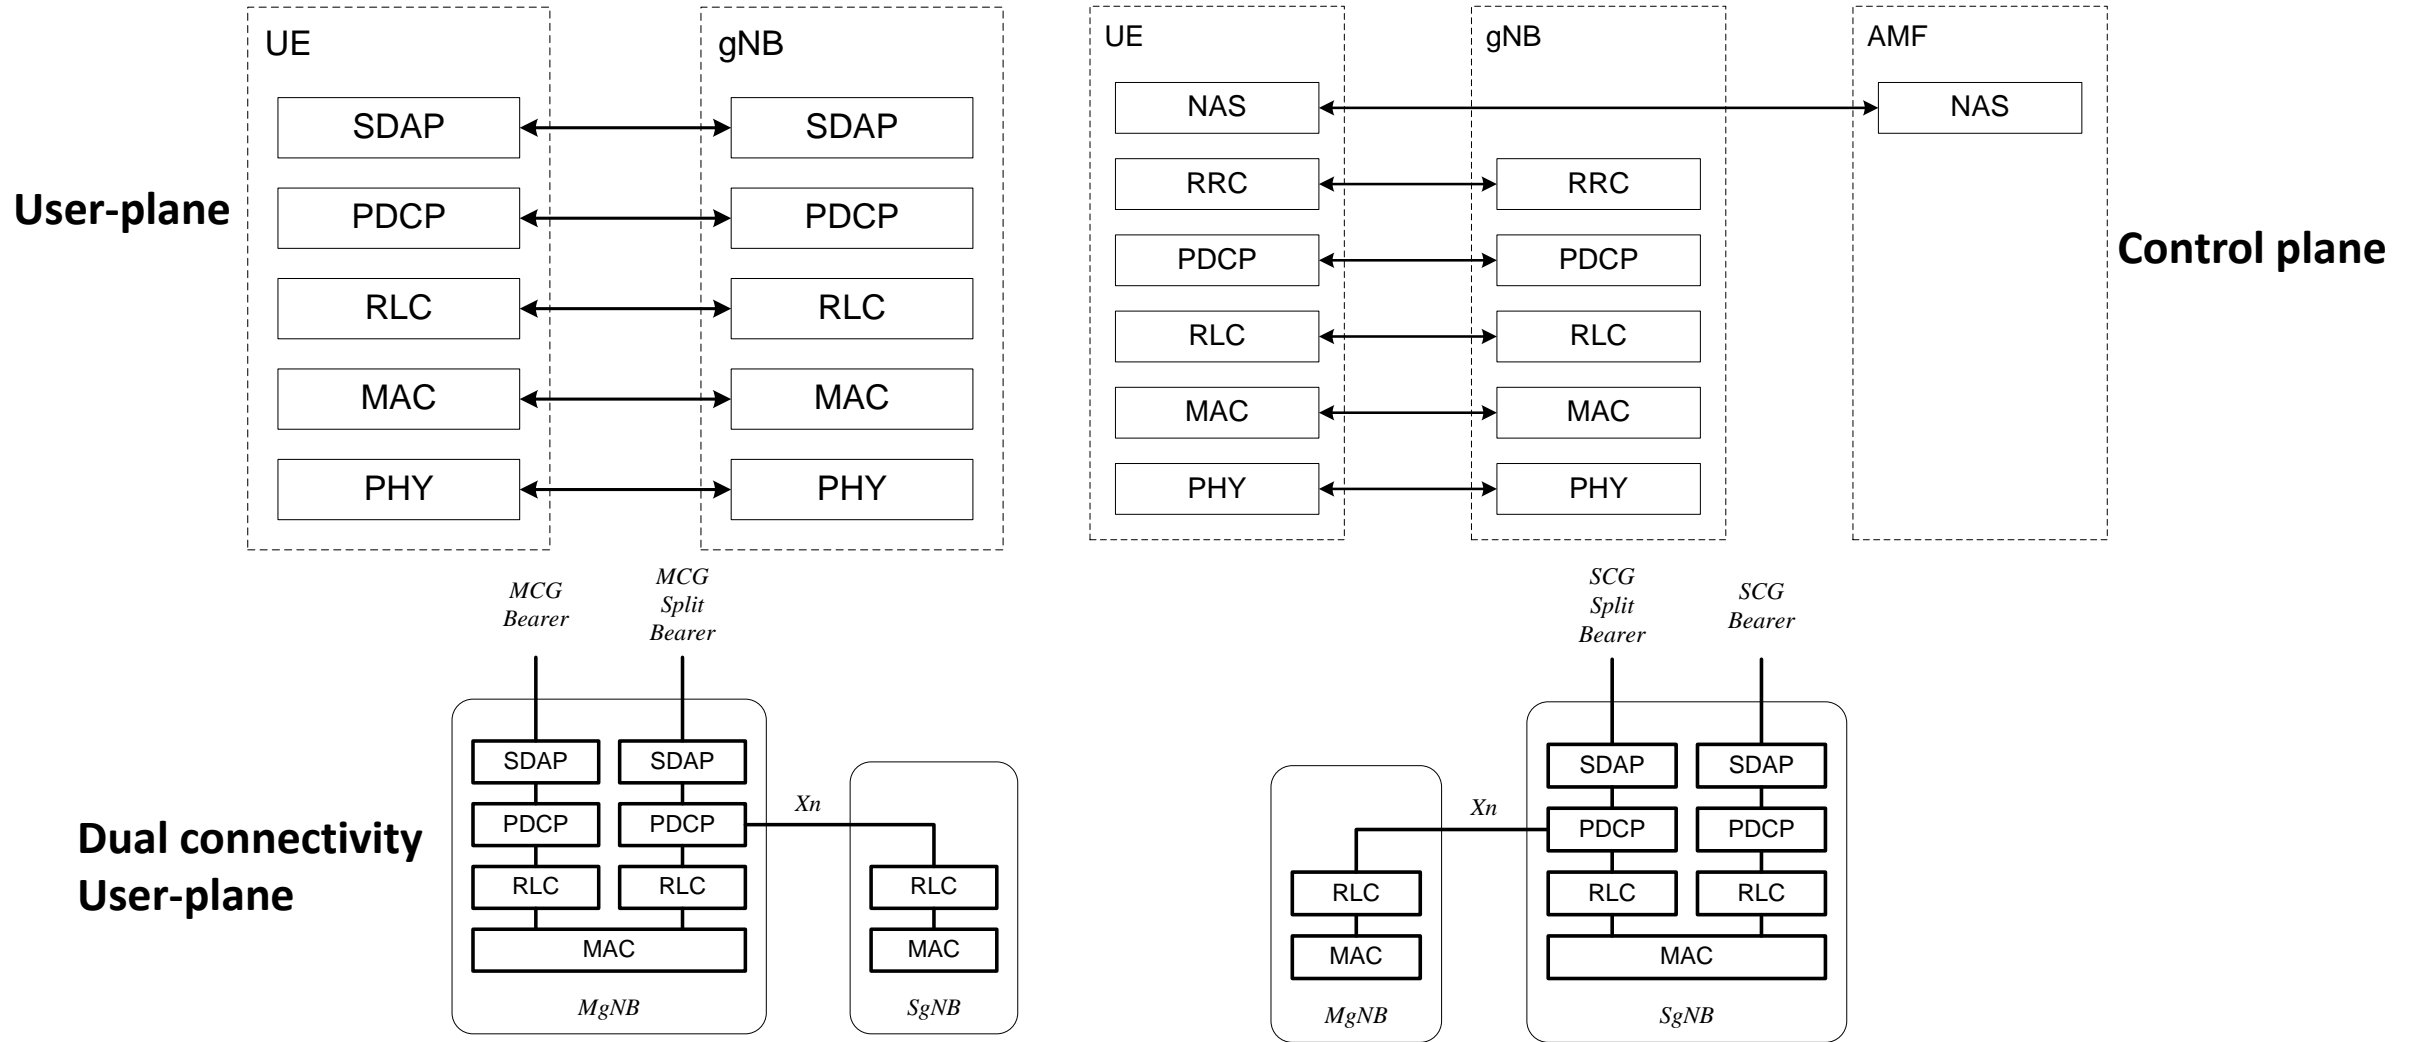 UE
gNB
SDAP
SDAP
PDCP
PDCP
RLC
RLC
MAC
MAC
PHY
PHY
User-plane
UE
gNB
AMF
NAS
NAS
RRC
RRC
PDCP
PDCP
RLC
RLC
MAC
MAC
PHY
PHY
Control plane
Dual connectivity
User-plane
MCG
Bearer
MCG
Split
Bearer
SDAP
SDAP
PDCP
PDCP
Xn
RLC
RLC
RLC
MAC
MAC
MgNB
SgNB
SCG
Split
Bearer
SCG
Bearer
SDAP
SDAP
Xn
PDCP
PDCP
RLC
RLC
RLC
MAC
MAC
MgNB
SgNB